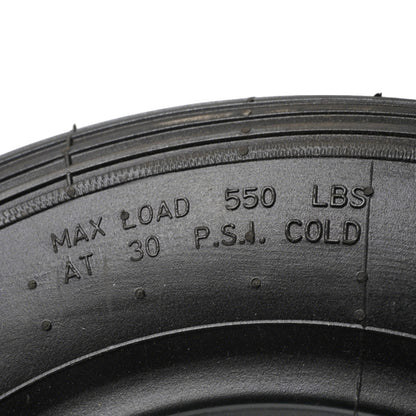 MAX LOAD 550 LBS
AT 30 P.S.I. COLD